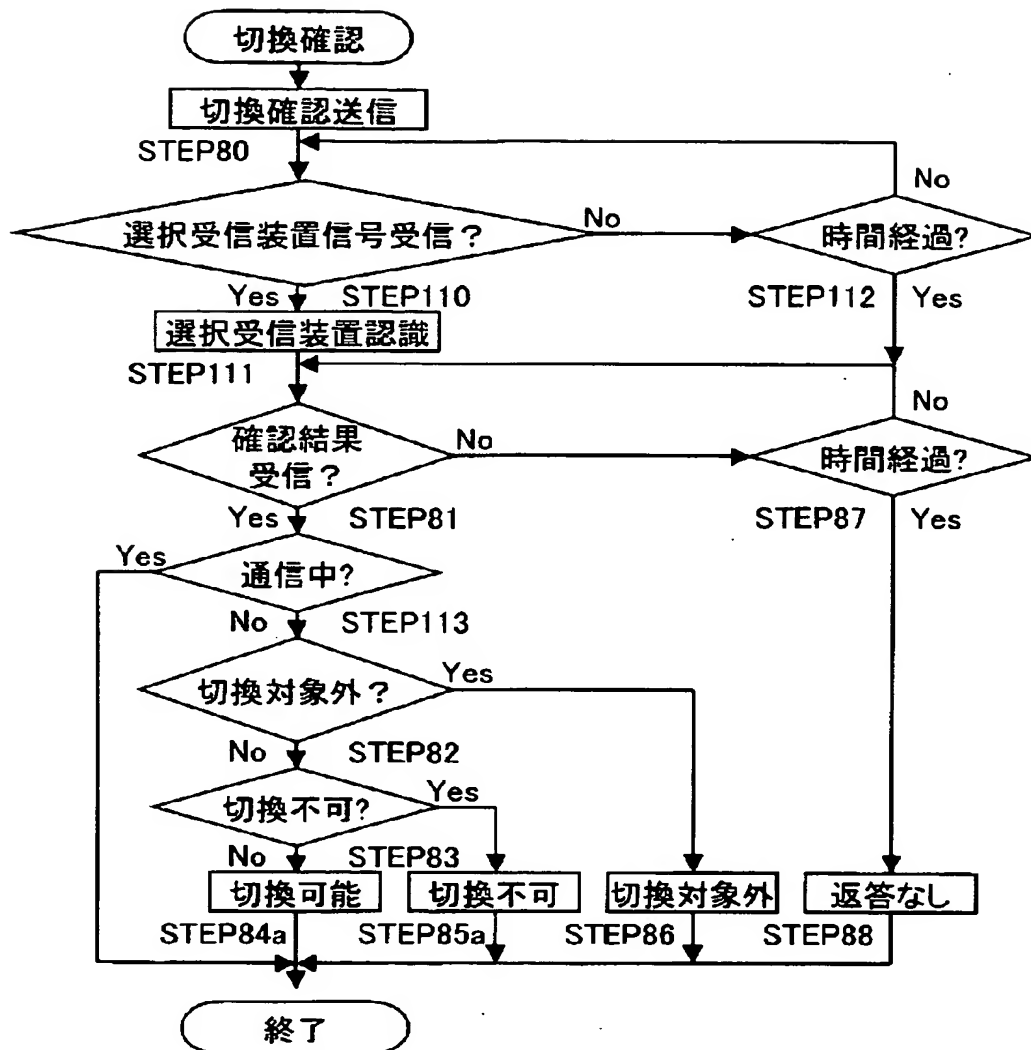 切換確認
切換確認送信
STEP80
No
選択受信装置信号受信？
No
時間経過?
Yes
STEP110
STEP112
Yes
選択受信装置認識
STEP111
No
確認結果
受信？
No
時間経過?
Yes
STEP81
STEP87
Yes
Yes
通信中?
No
STEP113
切換対象外？
Yes
No
STEP82
切換不可?
Yes
No
STEP83
切換可能
切換不可
切換対象外
返答なし
STEP84a
STEP85a
STEP86
STEP88
終了